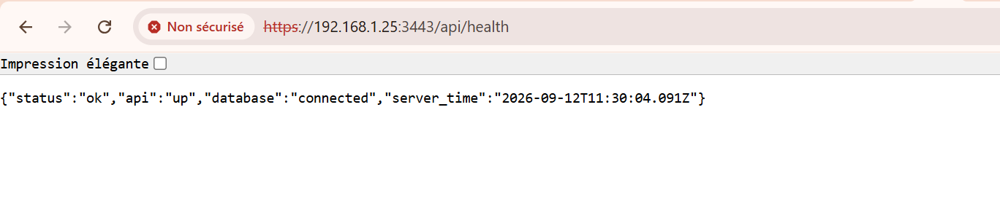 Non sécurisé https://192.168.1.25:3443/api/health
Impression élégante
{"status":"ok","api":"up","database":"connected","server_time":"2026-09-12T11:30:04.091Z"}